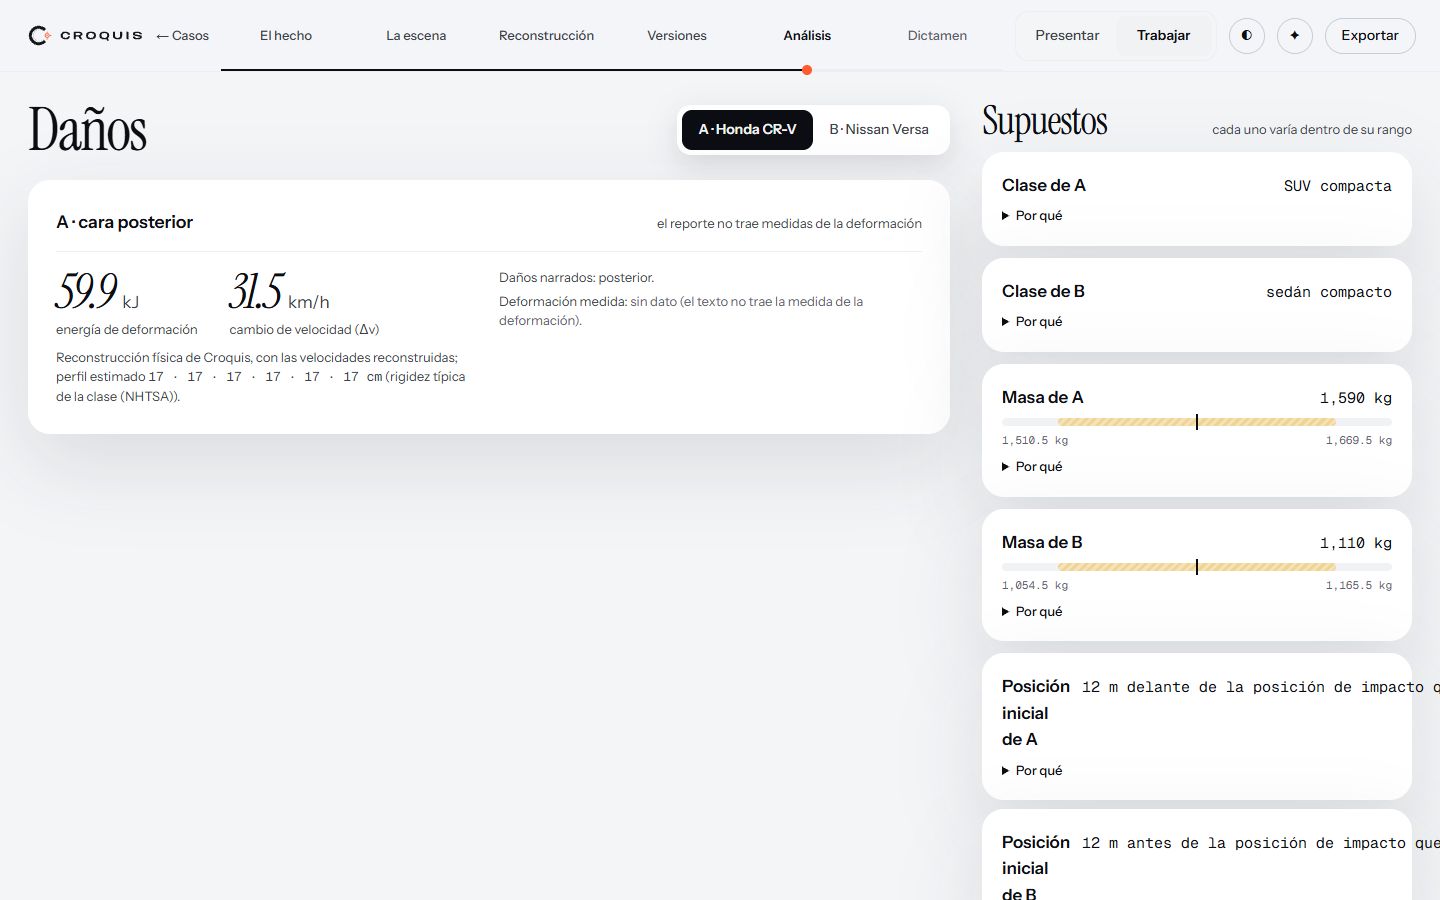 CROQUIS ← Casos El hecho La escena Reconstrucción Versiones Análisis Dictamen Presentar Trabajar Exportar
Daños
A · Honda CR-V B · Nissan Versa
A · cara posterior el reporte no trae medidas de la deformación
59.9 kJ
energía de deformación
31.5 km/h
cambio de velocidad (Δv)
Reconstrucción física de Croquis, con las velocidades reconstruidas;
perfil estimado 17 · 17 · 17 · 17 · 17 · 17 cm (rigidez típica
de la clase (NHTSA)).
Daños narrados: posterior.
Deformación medida: sin dato (el texto no trae la medida de la
deformación).
Supuestos cada uno varía dentro de su rango
Clase de A SUV compacta
▶ Por qué
Clase de B sedán compacto
▶ Por qué
Masa de A 1,590 kg
1,510.5 kg 1,669.5 kg
▶ Por qué
Masa de B 1,110 kg
1,054.5 kg 1,165.5 kg
▶ Por qué
Posición 12 m delante de la posición de impacto q
inicial
de A
▶ Por qué
Posición 12 m antes de la posición de impacto que
inicial
de B